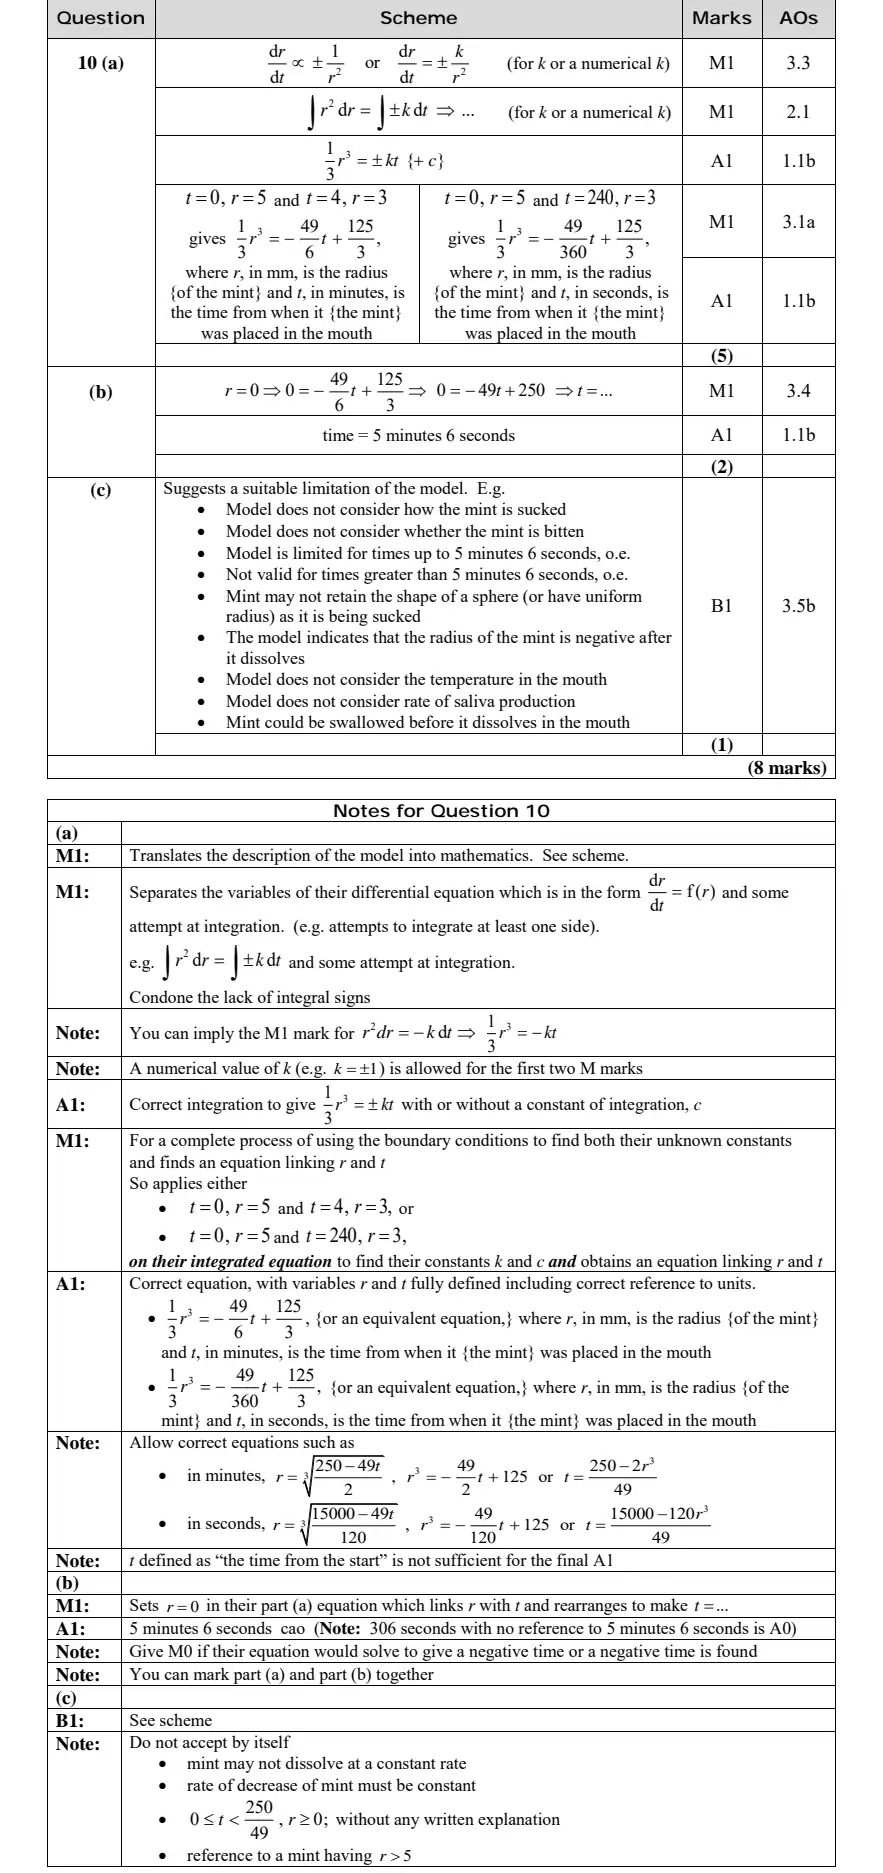 Question Scheme Marks AOs
10 (a) dr/dt ∝ ± 1/r² or dr/dt = ± k/r² (for k or a numerical k) M1 3.3
∫ r² dr = ∫ ±k dt ⇒ ... (for k or a numerical k) M1 2.1
1/3 r³ = ± kt {+ c} A1 1.1b
t = 0, r = 5 and t = 4, r = 3
gives 1/3 r³ = − 49/6 t + 125/3,
where r, in mm, is the radius
{of the mint} and t, in minutes, is
the time from when it {the mint}
was placed in the mouth
t = 0, r = 5 and t = 240, r = 3
gives 1/3 r³ = − 49/360 t + 125/3,
where r, in mm, is the radius
{of the mint} and t, in seconds, is
the time from when it {the mint}
was placed in the mouth
M1 3.1a
A1 1.1b
(5)
(b) r = 0 ⇒ 0 = − 49/6 t + 125/3 ⇒ 0 = −49t + 250 ⇒ t = ... M1 3.4
time = 5 minutes 6 seconds A1 1.1b
(2)
(c) Suggests a suitable limitation of the model. E.g.
• Model does not consider how the mint is sucked
• Model does not consider whether the mint is bitten
• Model is limited for times up to 5 minutes 6 seconds, o.e.
• Not valid for times greater than 5 minutes 6 seconds, o.e.
• Mint may not retain the shape of a sphere (or have uniform
radius) as it is being sucked
• The model indicates that the radius of the mint is negative after
it dissolves
• Model does not consider the temperature in the mouth
• Model does not consider rate of saliva production
• Mint could be swallowed before it dissolves in the mouth
B1 3.5b
(1)
(8 marks)
Notes for Question 10
(a)
M1: Translates the description of the model into mathematics. See scheme.
M1: Separates the variables of their differential equation which is in the form dr/dt = f(r) and some
attempt at integration. (e.g. attempts to integrate at least one side).
e.g. ∫ r² dr = ∫ ±k dt and some attempt at integration.
Condone the lack of integral signs
Note: You can imply the M1 mark for r²dr = −k dt ⇒ 1/3 r³ = −kt
Note: A numerical value of k (e.g. k = ±1) is allowed for the first two M marks
A1: Correct integration to give 1/3 r³ = ± kt with or without a constant of integration, c
M1: For a complete process of using the boundary conditions to find both their unknown constants
and finds an equation linking r and t
So applies either
• t = 0, r = 5 and t = 4, r = 3, or
• t = 0, r = 5 and t = 240, r = 3,
on their integrated equation to find their constants k and c and obtains an equation linking r and t
A1: Correct equation, with variables r and t fully defined including correct reference to units.
• 1/3 r³ = − 49/6 t + 125/3, {or an equivalent equation,} where r, in mm, is the radius {of the mint}
and t, in minutes, is the time from when it {the mint} was placed in the mouth
• 1/3 r³ = − 49/360 t + 125/3, {or an equivalent equation,} where r, in mm, is the radius {of the
mint} and t, in seconds, is the time from when it {the mint} was placed in the mouth
Note: Allow correct equations such as
• in minutes, r = ∛((250 − 49t)/2), r³ = − 49/2 t + 125 or t = (250 − 2r³)/49
• in seconds, r = ∛((15000 − 49t)/120), r³ = − 49/120 t + 125 or t = (15000 − 120r³)/49
Note: t defined as “the time from the start” is not sufficient for the final A1
(b)
M1: Sets r = 0 in their part (a) equation which links r with t and rearranges to make t = ...
A1: 5 minutes 6 seconds cao (Note: 306 seconds with no reference to 5 minutes 6 seconds is A0)
Note: Give M0 if their equation would solve to give a negative time or a negative time is found
Note: You can mark part (a) and part (b) together
(c)
B1: See scheme
Note: Do not accept by itself
• mint may not dissolve at a constant rate
• rate of decrease of mint must be constant
• 0 ≤ t < 250/49, r ≥ 0; without any written explanation
• reference to a mint having r > 5